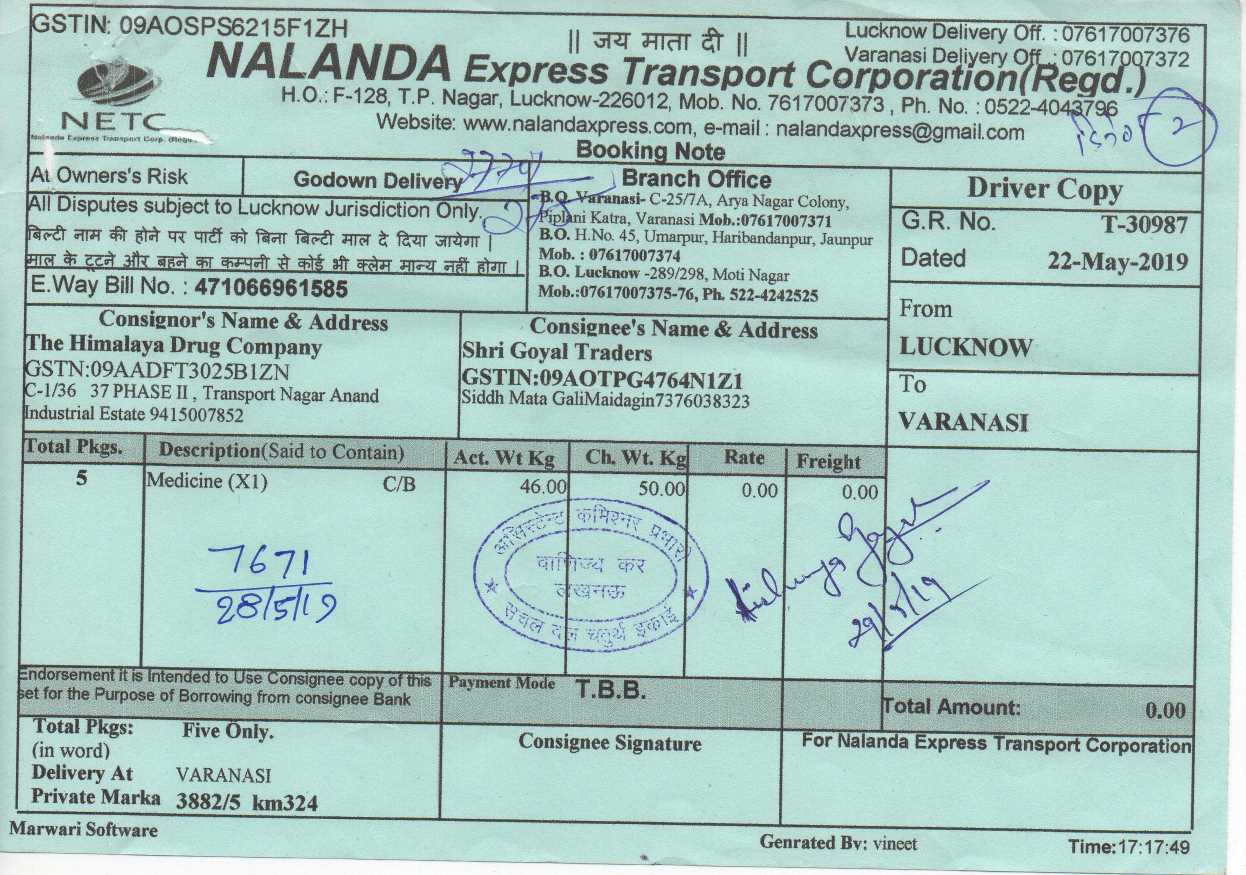 GSTIN: 09AOSPS6215F1ZH
|| जय माता दी ||
Lucknow Delivery Off. : 07617007376
Varanasi Delivery Off. : 07617007372
NALANDA Express Transport Corporation(Regd.)
NETC
Nalanda Express Transport Corp. (Regd.
H.O.: F-128, T.P. Nagar, Lucknow-226012, Mob. No. 7617007373 , Ph. No. : 0522-4043796
Website: www.nalandaxpress.com, e-mail : nalandaxpress@gmail.com
2
Booking Note
At Owners's Risk
Godown Delivery
All Disputes subject to Lucknow Jurisdiction Only.
बिल्टी नाम की होने पर पार्टी को बिना बिल्टी माल दे दिया जायेगा |
माल के टूटने और बहने का कम्पनी से कोई भी क्लेम मान्य नहीं होगा |
E.Way Bill No. : 471066961585
Branch Office
B.O. Varanasi- C-25/7A, Arya Nagar Colony,
Piplani Katra, Varanasi Mob.:07617007371
B.O. H.No. 45, Umarpur, Haribandanpur, Jaunpur
Mob. : 07617007374
B.O. Lucknow -289/298, Moti Nagar
Mob.:07617007375-76, Ph. 522-4242525
Driver Copy
G.R. No. T-30987
Dated 22-May-2019
From
LUCKNOW
To
VARANASI
Consignor's Name & Address
The Himalaya Drug Company
GSTN:09AADFT3025B1ZN
C-1/36 37 PHASE II , Transport Nagar Anand
Industrial Estate 9415007852
Consignee's Name & Address
Shri Goyal Traders
GSTIN:09AOTPG4764N1Z1
Siddh Mata GaliMaidagin7376038323
Total Pkgs. Description(Said to Contain) Act. Wt Kg Ch. Wt. Kg Rate Freight
5 Medicine (X1) C/B 46.00 50.00 0.00 0.00
7671
28/5/19
असिस्टेन्ट कमिश्नर प्रभारी
वाणिज्य कर
लखनऊ
सचल दल चतुर्थ इकाई
29/5/19
Endorsement it is Intended to Use Consignee copy of this
set for the Purpose of Borrowing from consignee Bank
Payment Mode T.B.B.
Total Amount: 0.00
Total Pkgs: Five Only.
(in word)
Delivery At VARANASI
Private Marka 3882/5 km324
Consignee Signature
For Nalanda Express Transport Corporation
Marwari Software
Genrated By: vineet
Time:17:17:49